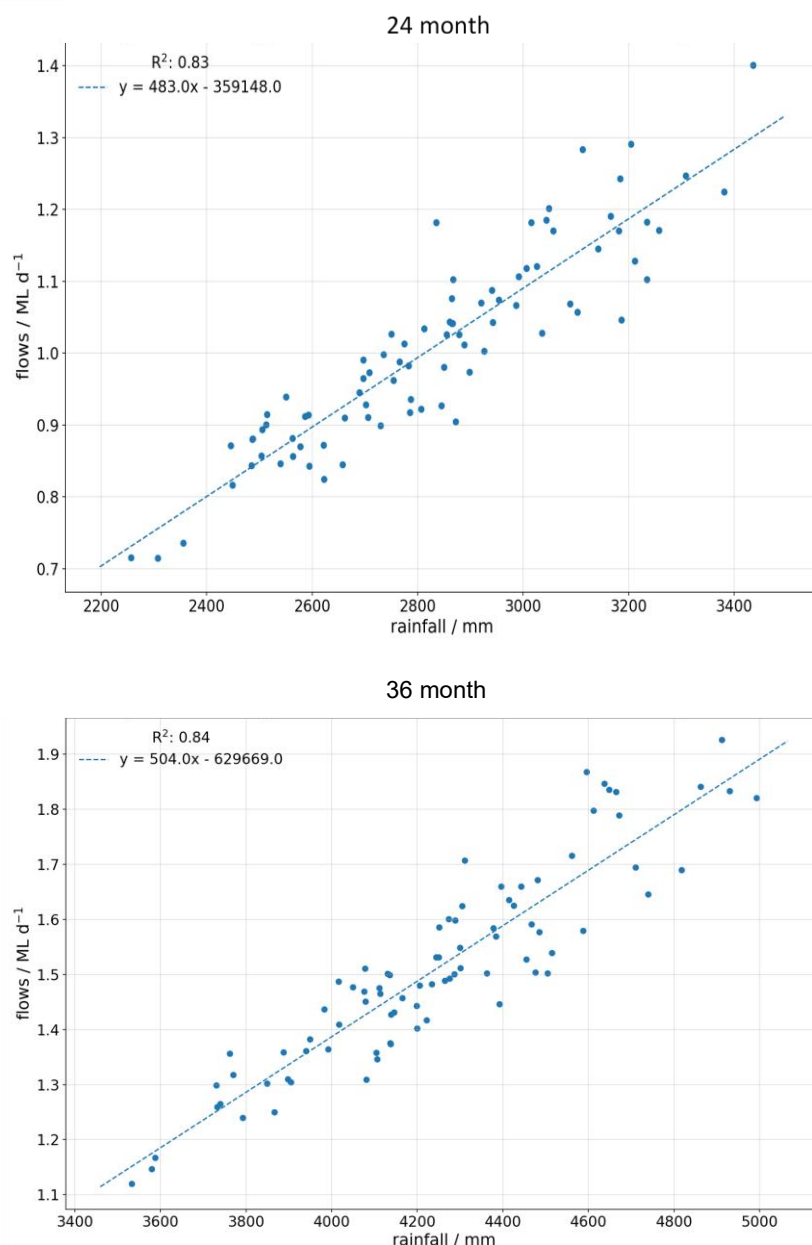 24 month
R²: 0.83
y = 483.0x - 359148.0
1.4
1.3
1.2
1.1
1.0
0.9
0.8
0.7
flows / ML d⁻¹
2200 2400 2600 2800 3000 3200 3400
rainfall / mm
36 month
R²: 0.84
y = 504.0x - 629669.0
1.9
1.8
1.7
1.6
1.5
1.4
1.3
1.2
1.1
flows / ML d⁻¹
3400 3600 3800 4000 4200 4400 4600 4800 5000
rainfall / mm